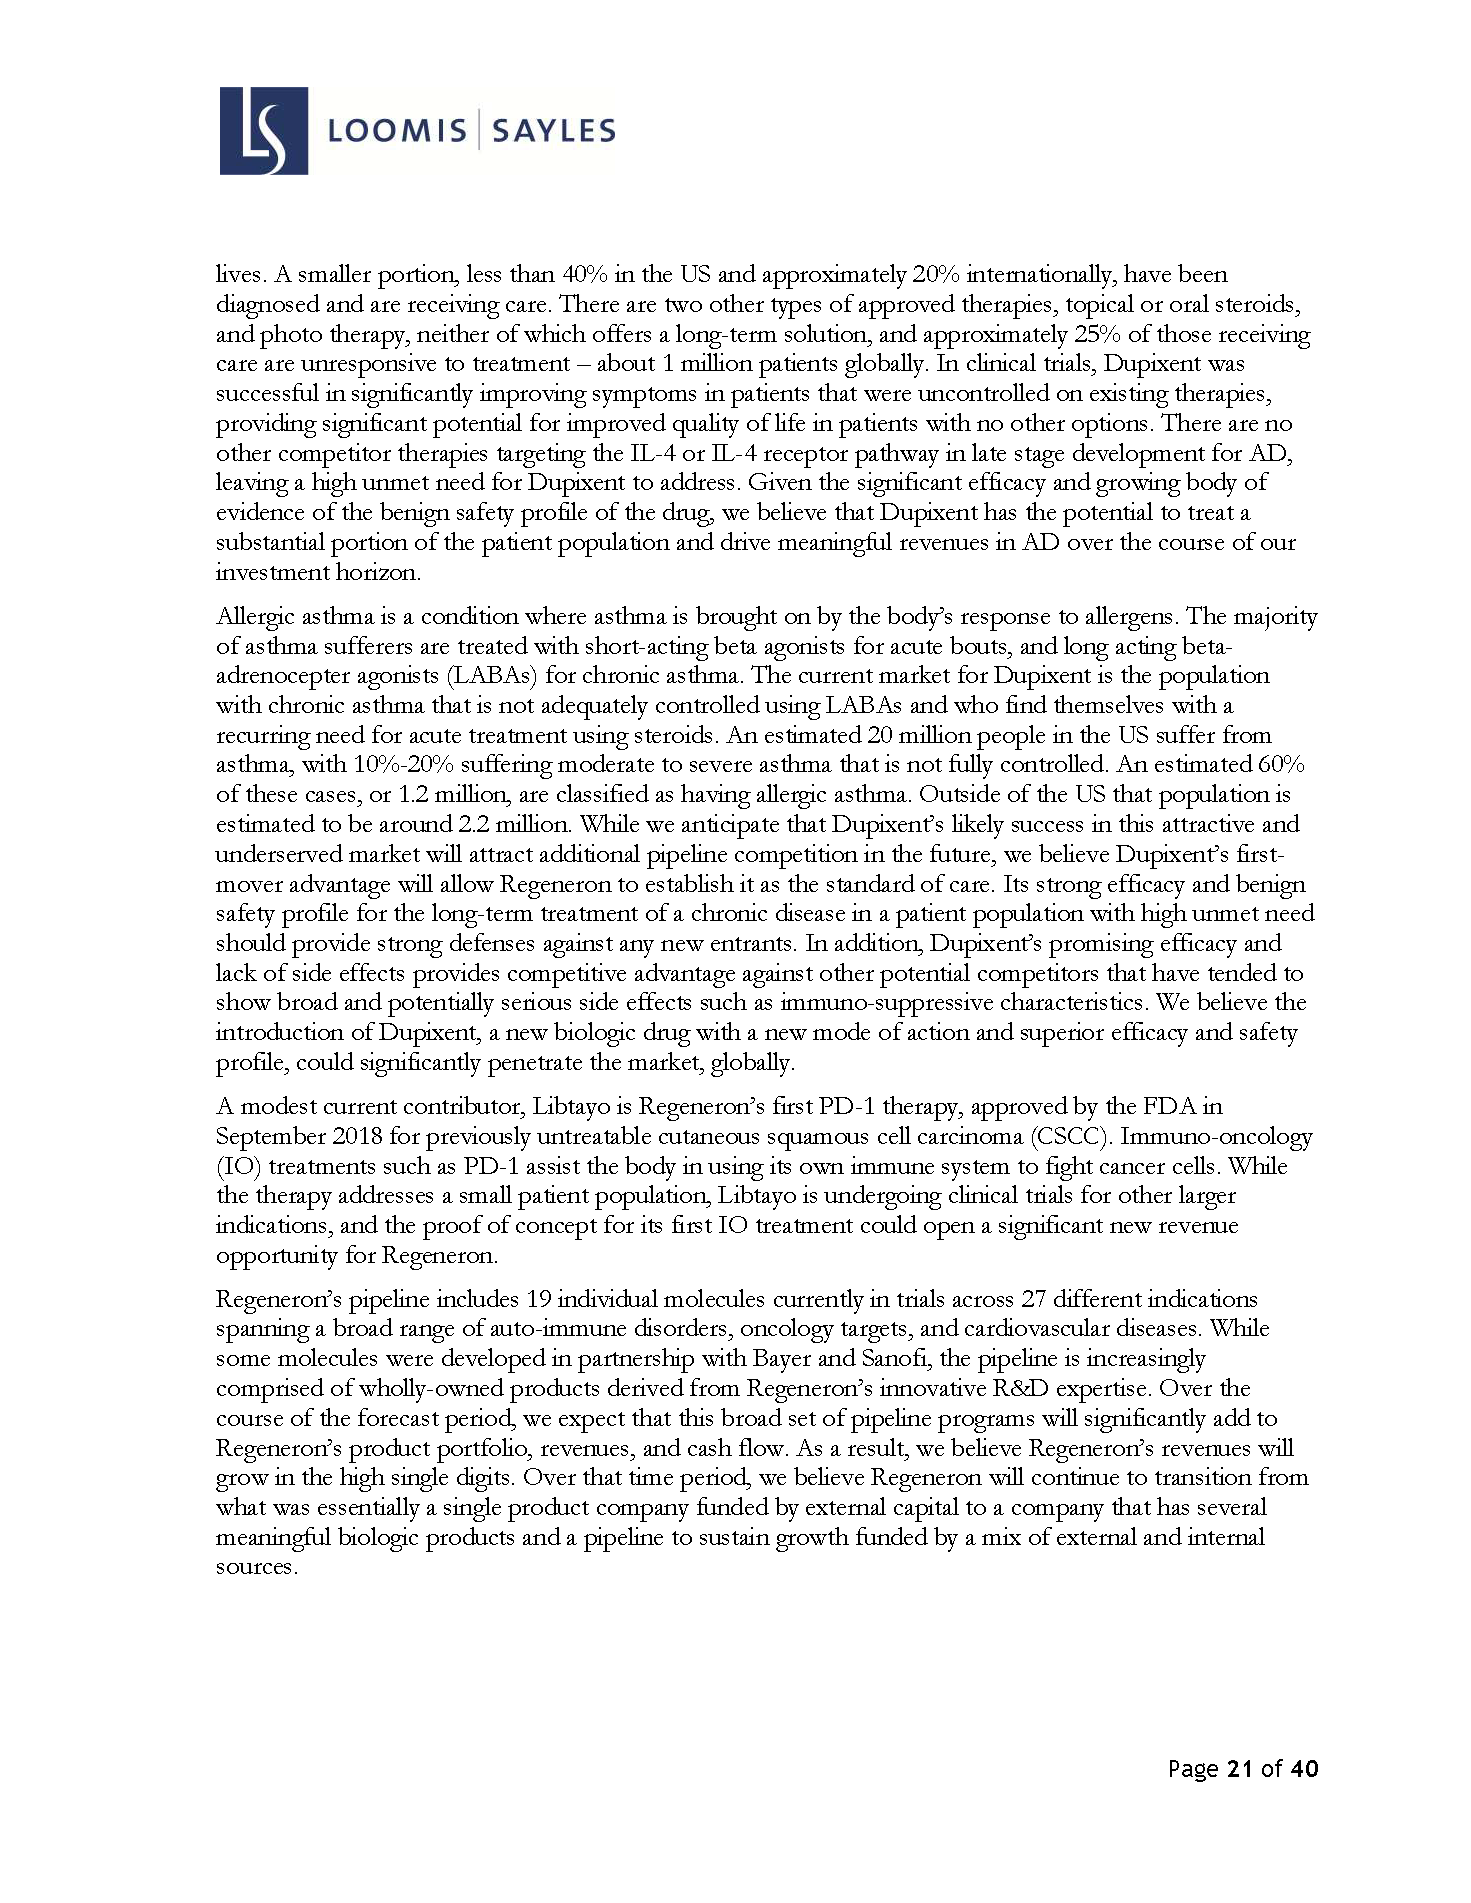 LS LOOMIS | SAYLES
lives. A smaller portion, less than 40% in the US and approximately 20% internationally, have been
diagnosed and are receiving care. There are two other types of approved therapies, topical or oral steroids,
and photo therapy, neither of which offers a long-term solution, and approximately 25% of those receiving
care are unresponsive to treatment – about 1 million patients globally. In clinical trials, Dupixent was
successful in significantly improving symptoms in patients that were uncontrolled on existing therapies,
providing significant potential for improved quality of life in patients with no other options. There are no
other competitor therapies targeting the IL-4 or IL-4 receptor pathway in late stage development for AD,
leaving a high unmet need for Dupixent to address. Given the significant efficacy and growing body of
evidence of the benign safety profile of the drug, we believe that Dupixent has the potential to treat a
substantial portion of the patient population and drive meaningful revenues in AD over the course of our
investment horizon.
Allergic asthma is a condition where asthma is brought on by the body’s response to allergens. The majority
of asthma sufferers are treated with short-acting beta agonists for acute bouts, and long acting beta-
adrenocepter agonists (LABAs) for chronic asthma. The current market for Dupixent is the population
with chronic asthma that is not adequately controlled using LABAs and who find themselves with a
recurring need for acute treatment using steroids. An estimated 20 million people in the US suffer from
asthma, with 10%-20% suffering moderate to severe asthma that is not fully controlled. An estimated 60%
of these cases, or 1.2 million, are classified as having allergic asthma. Outside of the US that population is
estimated to be around 2.2 million. While we anticipate that Dupixent’s likely success in this attractive and
underserved market will attract additional pipeline competition in the future, we believe Dupixent’s first-
mover advantage will allow Regeneron to establish it as the standard of care. Its strong efficacy and benign
safety profile for the long-term treatment of a chronic disease in a patient population with high unmet need
should provide strong defenses against any new entrants. In addition, Dupixent’s promising efficacy and
lack of side effects provides competitive advantage against other potential competitors that have tended to
show broad and potentially serious side effects such as immuno-suppressive characteristics. We believe the
introduction of Dupixent, a new biologic drug with a new mode of action and superior efficacy and safety
profile, could significantly penetrate the market, globally.
A modest current contributor, Libtayo is Regeneron’s first PD-1 therapy, approved by the FDA in
September 2018 for previously untreatable cutaneous squamous cell carcinoma (CSCC). Immuno-oncology
(IO) treatments such as PD-1 assist the body in using its own immune system to fight cancer cells. While
the therapy addresses a small patient population, Libtayo is undergoing clinical trials for other larger
indications, and the proof of concept for its first IO treatment could open a significant new revenue
opportunity for Regeneron.
Regeneron’s pipeline includes 19 individual molecules currently in trials across 27 different indications
spanning a broad range of auto-immune disorders, oncology targets, and cardiovascular diseases. While
some molecules were developed in partnership with Bayer and Sanofi, the pipeline is increasingly
comprised of wholly-owned products derived from Regeneron’s innovative R&D expertise. Over the
course of the forecast period, we expect that this broad set of pipeline programs will significantly add to
Regeneron’s product portfolio, revenues, and cash flow. As a result, we believe Regeneron’s revenues will
grow in the high single digits. Over that time period, we believe Regeneron will continue to transition from
what was essentially a single product company funded by external capital to a company that has several
meaningful biologic products and a pipeline to sustain growth funded by a mix of external and internal
sources.
Page 21 of 40